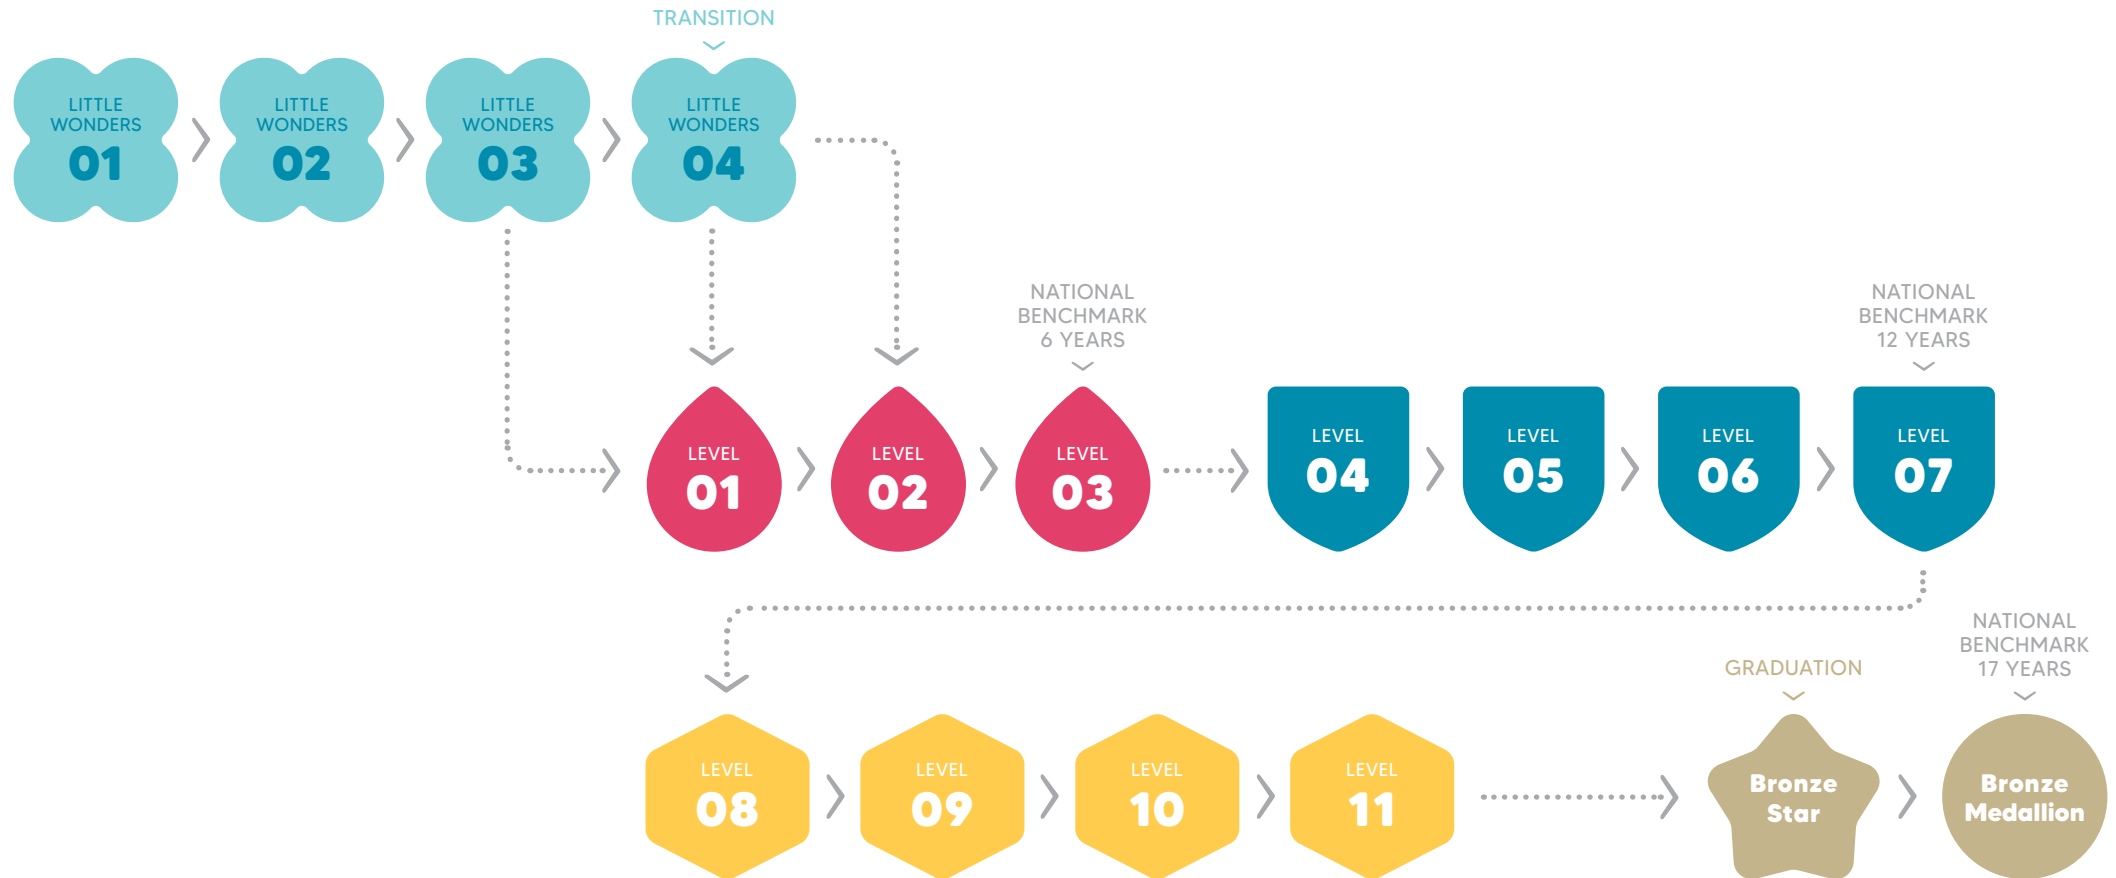 TRANSITION
LITTLE
WONDERS
01
LITTLE
WONDERS
02
LITTLE
WONDERS
03
LITTLE
WONDERS
04
NATIONAL
BENCHMARK
6 YEARS
NATIONAL
BENCHMARK
12 YEARS
LEVEL
01
LEVEL
02
LEVEL
03
LEVEL
04
LEVEL
05
LEVEL
06
LEVEL
07
GRADUATION
NATIONAL
BENCHMARK
17 YEARS
LEVEL
08
LEVEL
09
LEVEL
10
LEVEL
11
Bronze
Star
Bronze
Medallion